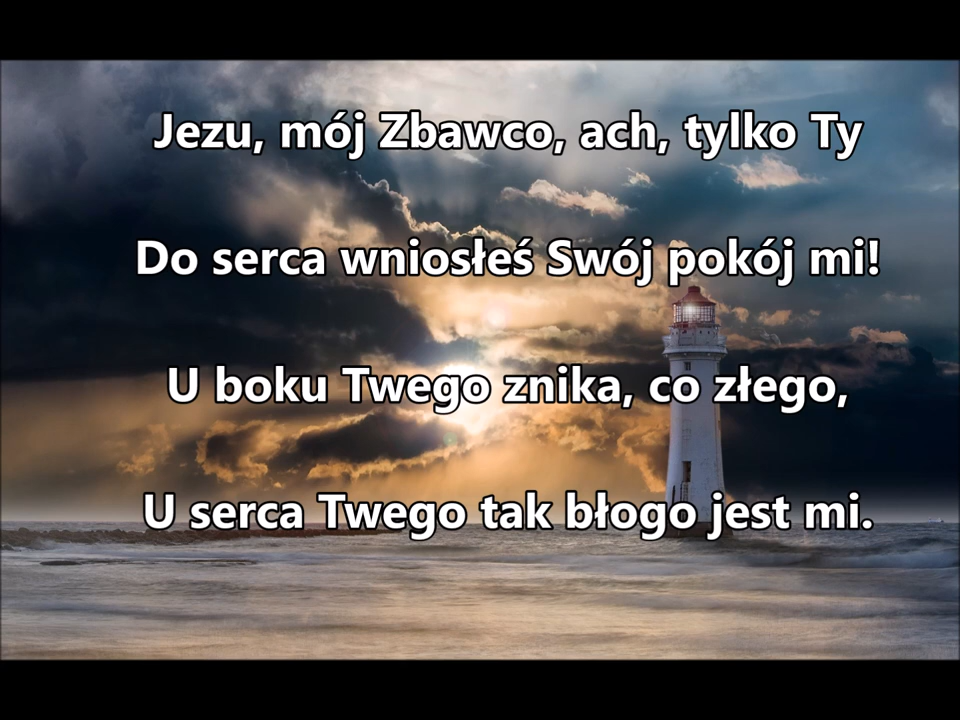 Jezu, mój Zbawco, ach, tylko Ty
Do serca wniosłeś Swój pokój mi!
U boku Twego znika, co złego,
U serca Twego tak błogo jest mi.